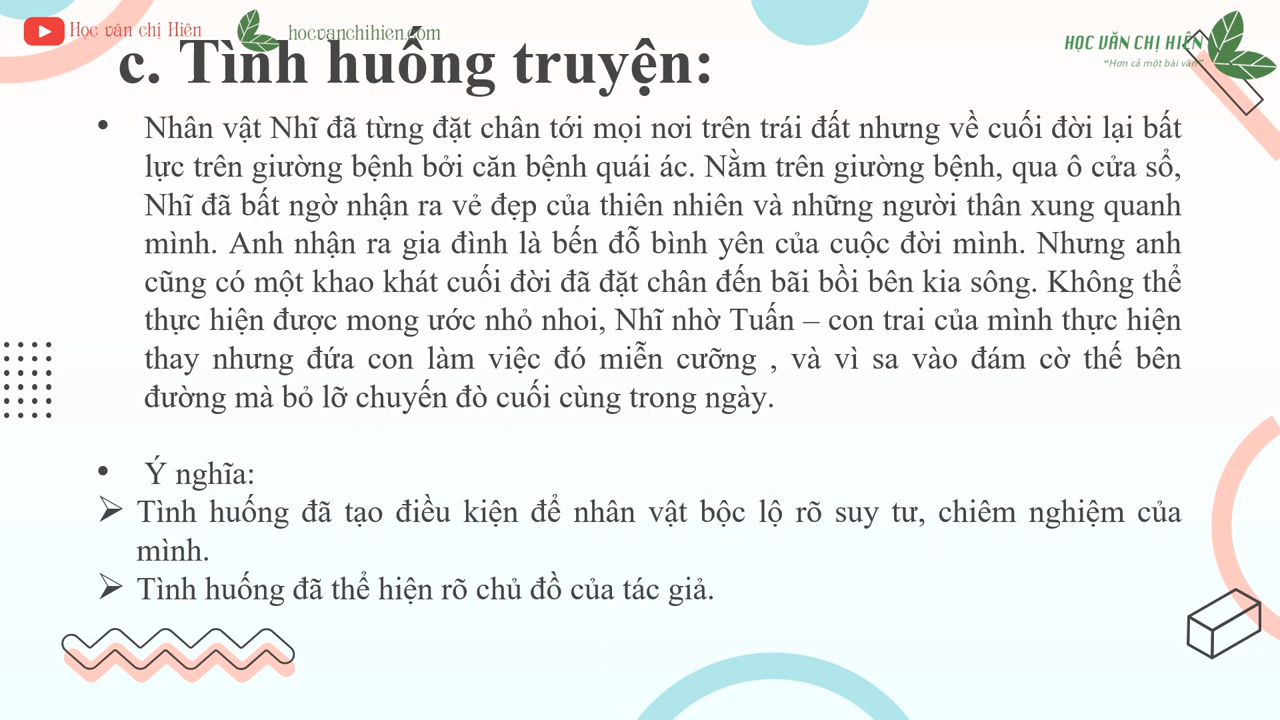 Học văn chị Hiên
hocvanchihien.com
HỌC VĂN CHỊ HIÊN
"Hơn cả một bài văn"
c. Tình huống truyện:
• Nhân vật Nhĩ đã từng đặt chân tới mọi nơi trên trái đất nhưng về cuối đời lại bất
lực trên giường bệnh bởi căn bệnh quái ác. Nằm trên giường bệnh, qua ô cửa sổ,
Nhĩ đã bất ngờ nhận ra vẻ đẹp của thiên nhiên và những người thân xung quanh
mình. Anh nhận ra gia đình là bến đỗ bình yên của cuộc đời mình. Nhưng anh
cũng có một khao khát cuối đời đã đặt chân đến bãi bồi bên kia sông. Không thể
thực hiện được mong ước nhỏ nhoi, Nhĩ nhờ Tuấn – con trai của mình thực hiện
thay nhưng đứa con làm việc đó miễn cưỡng , và vì sa vào đám cờ thế bên
đường mà bỏ lỡ chuyến đò cuối cùng trong ngày.
• Ý nghĩa:
➢ Tình huống đã tạo điều kiện để nhân vật bộc lộ rõ suy tư, chiêm nghiệm của
mình.
➢ Tình huống đã thể hiện rõ chủ đồ của tác giả.